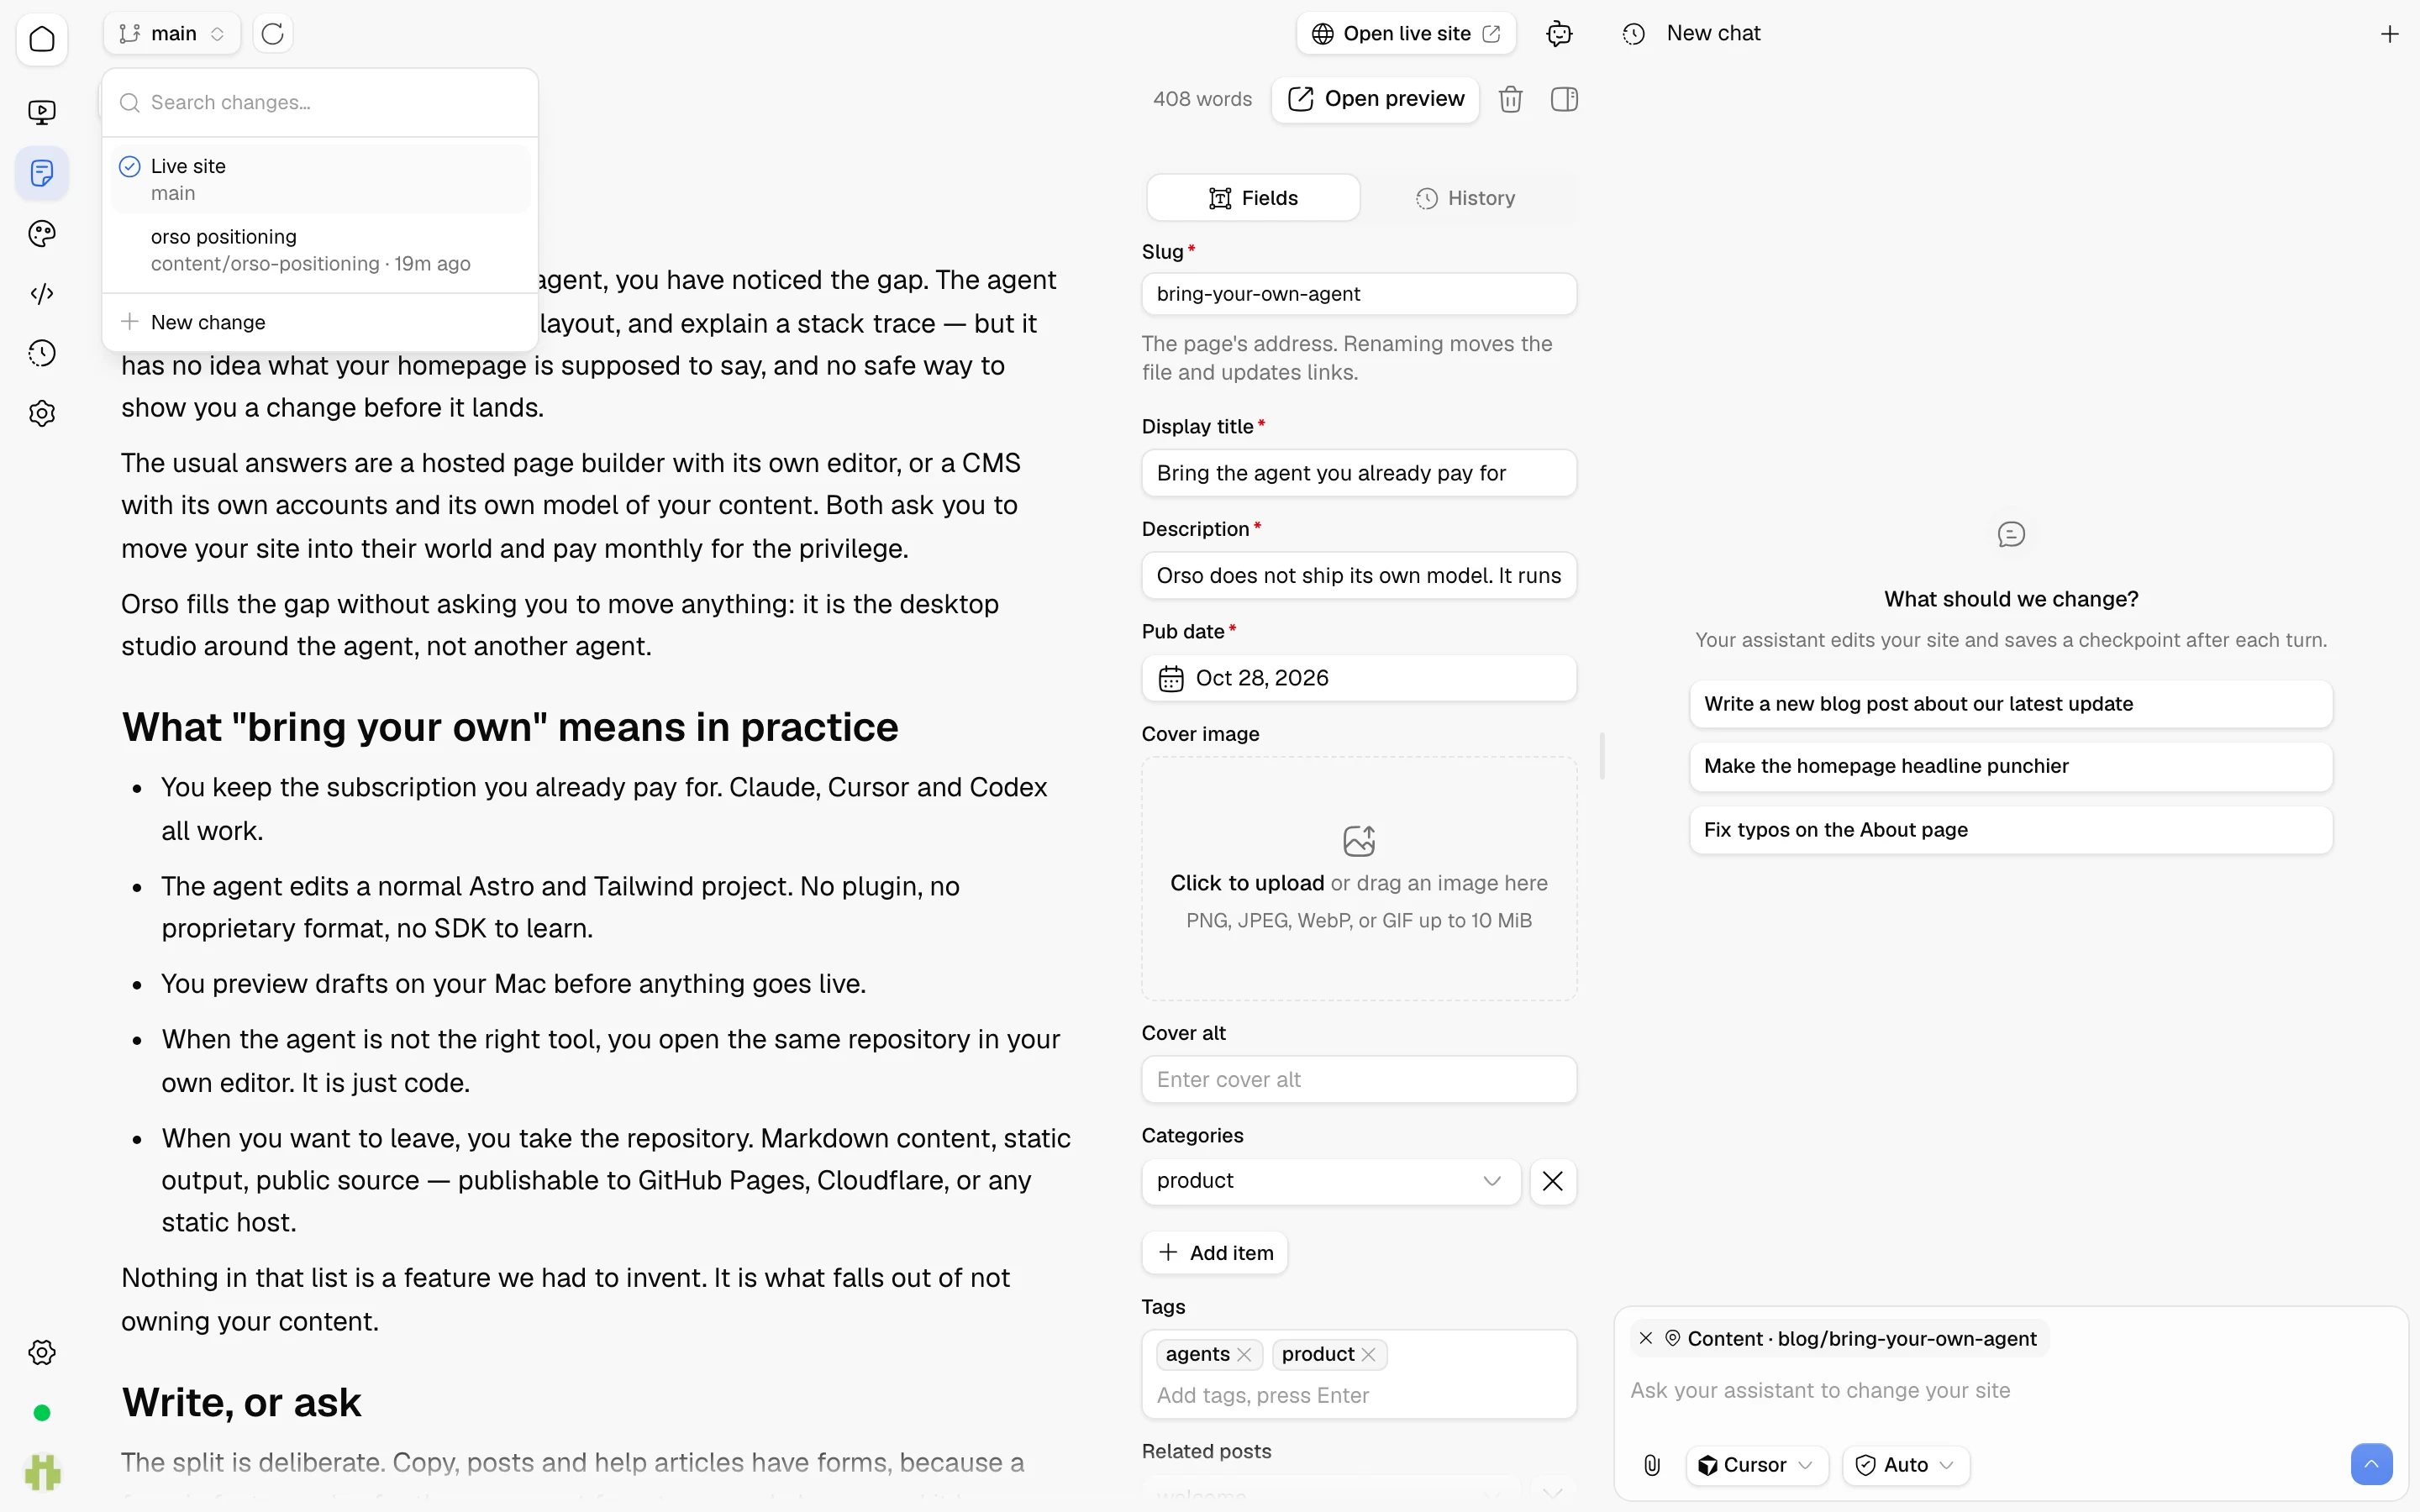 main
Open live site
New chat
Search changes...
408 words
Open preview
Live site
main
orso positioning
content/orso-positioning · 19m ago
New change
agent, you have noticed the gap. The agent
layout, and explain a stack trace — but it
has no idea what your homepage is supposed to say, and no safe way to
show you a change before it lands.
The usual answers are a hosted page builder with its own editor, or a CMS
with its own accounts and its own model of your content. Both ask you to
move your site into their world and pay monthly for the privilege.
Orso fills the gap without asking you to move anything: it is the desktop
studio around the agent, not another agent.
What "bring your own" means in practice
• You keep the subscription you already pay for. Claude, Cursor and Codex
all work.
• The agent edits a normal Astro and Tailwind project. No plugin, no
proprietary format, no SDK to learn.
• You preview drafts on your Mac before anything goes live.
• When the agent is not the right tool, you open the same repository in your
own editor. It is just code.
• When you want to leave, you take the repository. Markdown content, static
output, public source — publishable to GitHub Pages, Cloudflare, or any
static host.
Nothing in that list is a feature we had to invent. It is what falls out of not
owning your content.
Write, or ask
The split is deliberate. Copy, posts and help articles have forms, because a
Fields
History
Slug*
bring-your-own-agent
The page's address. Renaming moves the
file and updates links.
Display title*
Bring the agent you already pay for
Description*
Orso does not ship its own model. It runs
Pub date*
Oct 28, 2026
Cover image
Click to upload or drag an image here
PNG, JPEG, WebP, or GIF up to 10 MiB
Cover alt
Enter cover alt
Categories
product
Add item
Tags
agents
product
Add tags, press Enter
Related posts
welcome
What should we change?
Your assistant edits your site and saves a checkpoint after each turn.
Write a new blog post about our latest update
Make the homepage headline punchier
Fix typos on the About page
Content · blog/bring-your-own-agent
Ask your assistant to change your site
Cursor
Auto